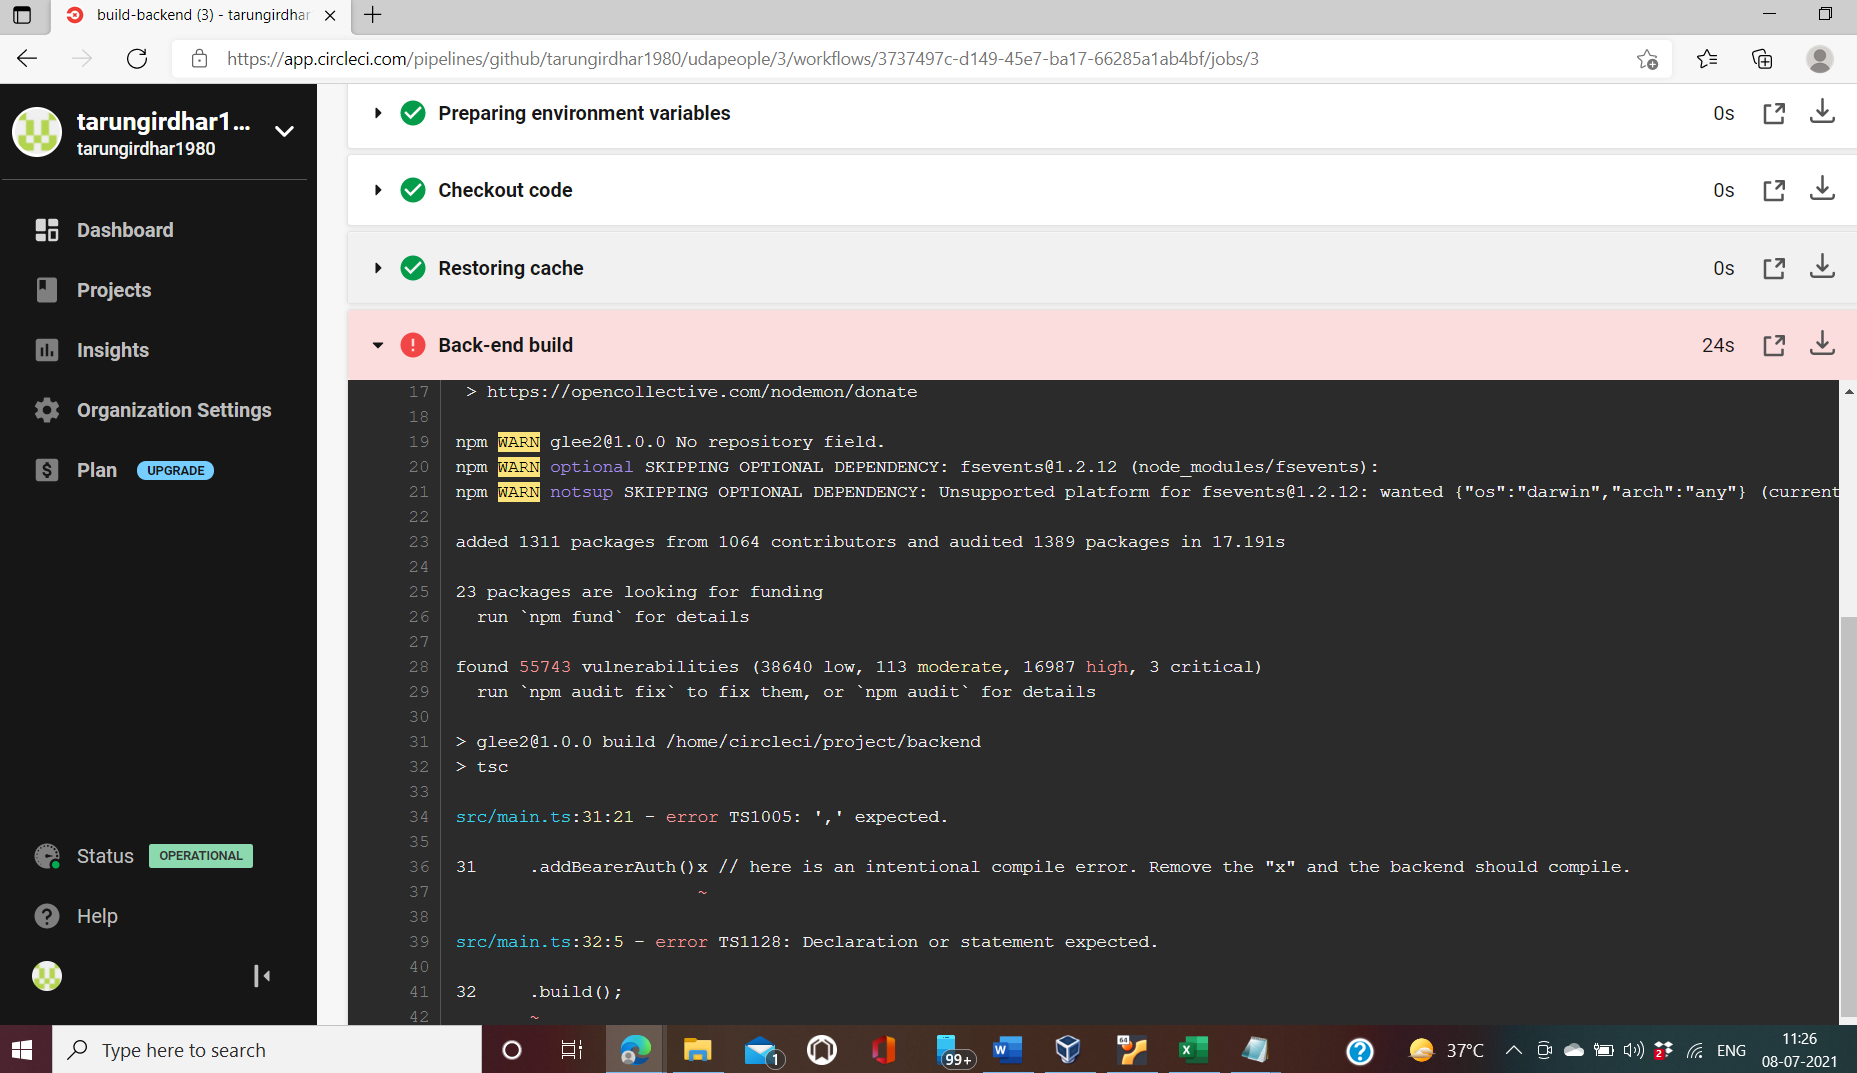 build-backend (3) - tarungirdhar
https://app.circleci.com/pipelines/github/tarungirdhar1980/udapeople/3/workflows/3737497c-d149-45e7-ba17-66285a1ab4bf/jobs/3
tarungirdhar1...
tarungirdhar1980
Dashboard
Projects
Insights
Organization Settings
Plan UPGRADE
Status OPERATIONAL
Help
Preparing environment variables 0s
Checkout code 0s
Restoring cache 0s
Back-end build 24s
17 > https://opencollective.com/nodemon/donate
18
19 npm WARN glee2@1.0.0 No repository field.
20 npm WARN optional SKIPPING OPTIONAL DEPENDENCY: fsevents@1.2.12 (node_modules/fsevents):
21 npm WARN notsup SKIPPING OPTIONAL DEPENDENCY: Unsupported platform for fsevents@1.2.12: wanted {"os":"darwin","arch":"any"} (current
22
23 added 1311 packages from 1064 contributors and audited 1389 packages in 17.191s
24
25 23 packages are looking for funding
26 run `npm fund` for details
27
28 found 55743 vulnerabilities (38640 low, 113 moderate, 16987 high, 3 critical)
29 run `npm audit fix` to fix them, or `npm audit` for details
30
31 > glee2@1.0.0 build /home/circleci/project/backend
32 > tsc
33
34 src/main.ts:31:21 - error TS1005: ',' expected.
35
36 31 .addBearerAuth()x // here is an intentional compile error. Remove the "x" and the backend should compile.
37 ~
38
39 src/main.ts:32:5 - error TS1128: Declaration or statement expected.
40
41 32 .build();
42 ~
Type here to search
1
99+
W
64
X
37°C
2
ENG
11:26
08-07-2021